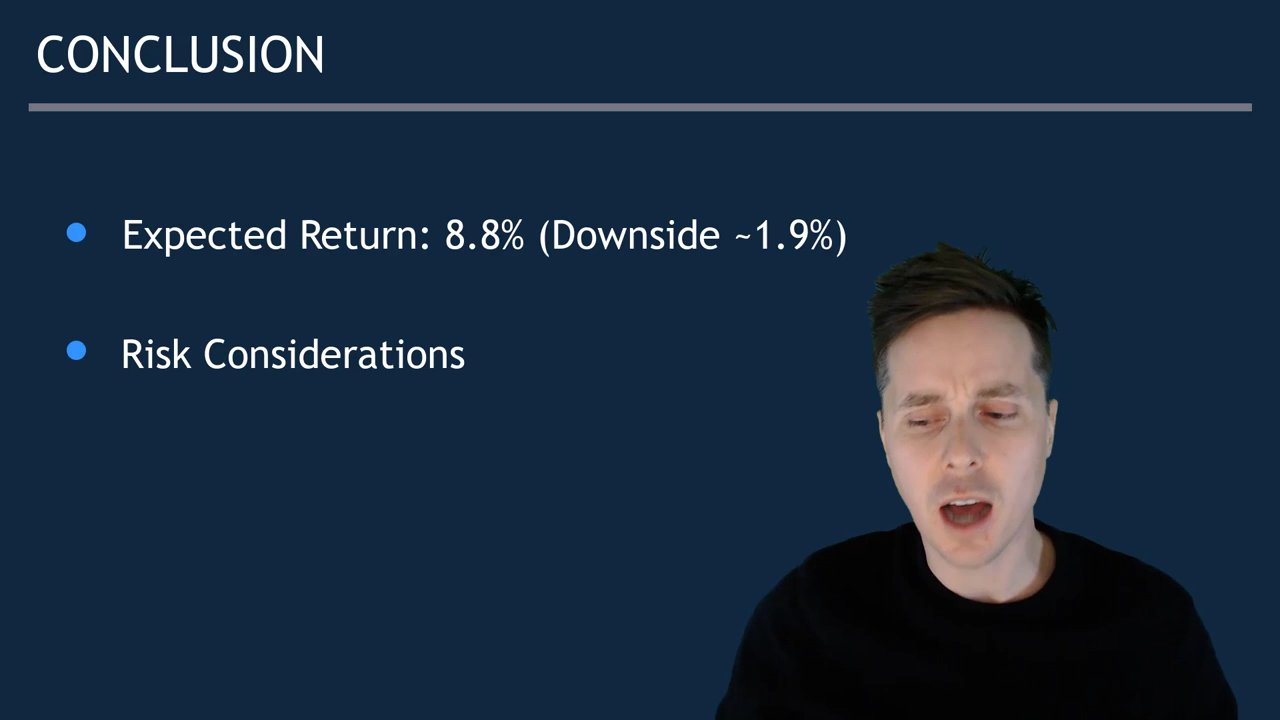 CONCLUSION
Expected Return: 8.8% (Downside ~1.9%)
Risk Considerations